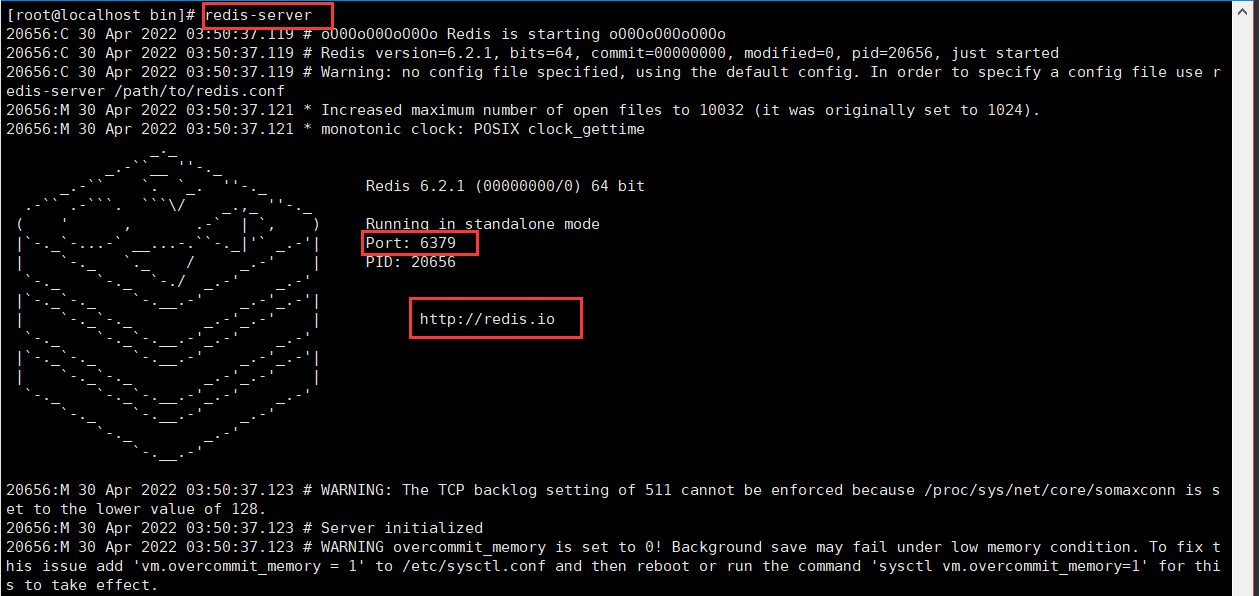 [root@localhost bin]# redis-server
20656:C 30 Apr 2022 03:50:37.119 # oO0OoO0OoO0Oo Redis is starting oO0OoO0OoO0Oo
20656:C 30 Apr 2022 03:50:37.119 # Redis version=6.2.1, bits=64, commit=00000000, modified=0, pid=20656, just started
20656:C 30 Apr 2022 03:50:37.119 # Warning: no config file specified, using the default config. In order to specify a config file use r
edis-server /path/to/redis.conf
20656:M 30 Apr 2022 03:50:37.121 * Increased maximum number of open files to 10032 (it was originally set to 1024).
20656:M 30 Apr 2022 03:50:37.121 * monotonic clock: POSIX clock_gettime
Redis 6.2.1 (00000000/0) 64 bit
Running in standalone mode
Port: 6379
PID: 20656
http://redis.io
20656:M 30 Apr 2022 03:50:37.123 # WARNING: The TCP backlog setting of 511 cannot be enforced because /proc/sys/net/core/somaxconn is s
et to the lower value of 128.
20656:M 30 Apr 2022 03:50:37.123 # Server initialized
20656:M 30 Apr 2022 03:50:37.123 # WARNING overcommit_memory is set to 0! Background save may fail under low memory condition. To fix t
his issue add 'vm.overcommit_memory = 1' to /etc/sysctl.conf and then reboot or run the command 'sysctl vm.overcommit_memory=1' for thi
s to take effect.